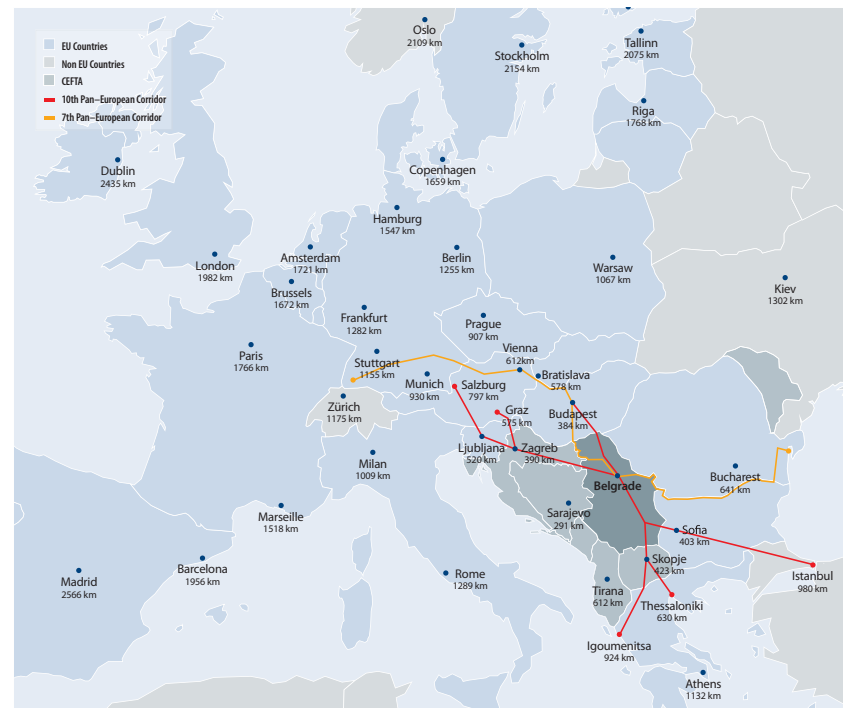 EU Countries
Non EU Countries
CEFTA
10th Pan–European Corridor
7th Pan–European Corridor
Oslo
2109 km
Stockholm
2154 km
Tallinn
2075 km
Riga
1768 km
Dublin
2435 km
Copenhagen
1659 km
Hamburg
1547 km
London
1982 km
Amsterdam
1721 km
Berlin
1255 km
Warsaw
1067 km
Brussels
1672 km
Kiev
1302 km
Frankfurt
1282 km
Prague
907 km
Paris
1766 km
Stuttgart
1155 km
Vienna
612km
Munich
930 km
Salzburg
797 km
Bratislava
578 km
Zürich
1175 km
Graz
575 km
Budapest
384 km
Milan
1009 km
Ljubljana
520 km
Zagreb
390 km
Belgrade
Bucharest
641 km
Marseille
1518 km
Sarajevo
291 km
Sofia
403 km
Madrid
2566 km
Barcelona
1956 km
Rome
1289 km
Skopje
423 km
Istanbul
980 km
Tirana
612 km
Thessaloniki
630 km
Igoumenitsa
924 km
Athens
1132 km